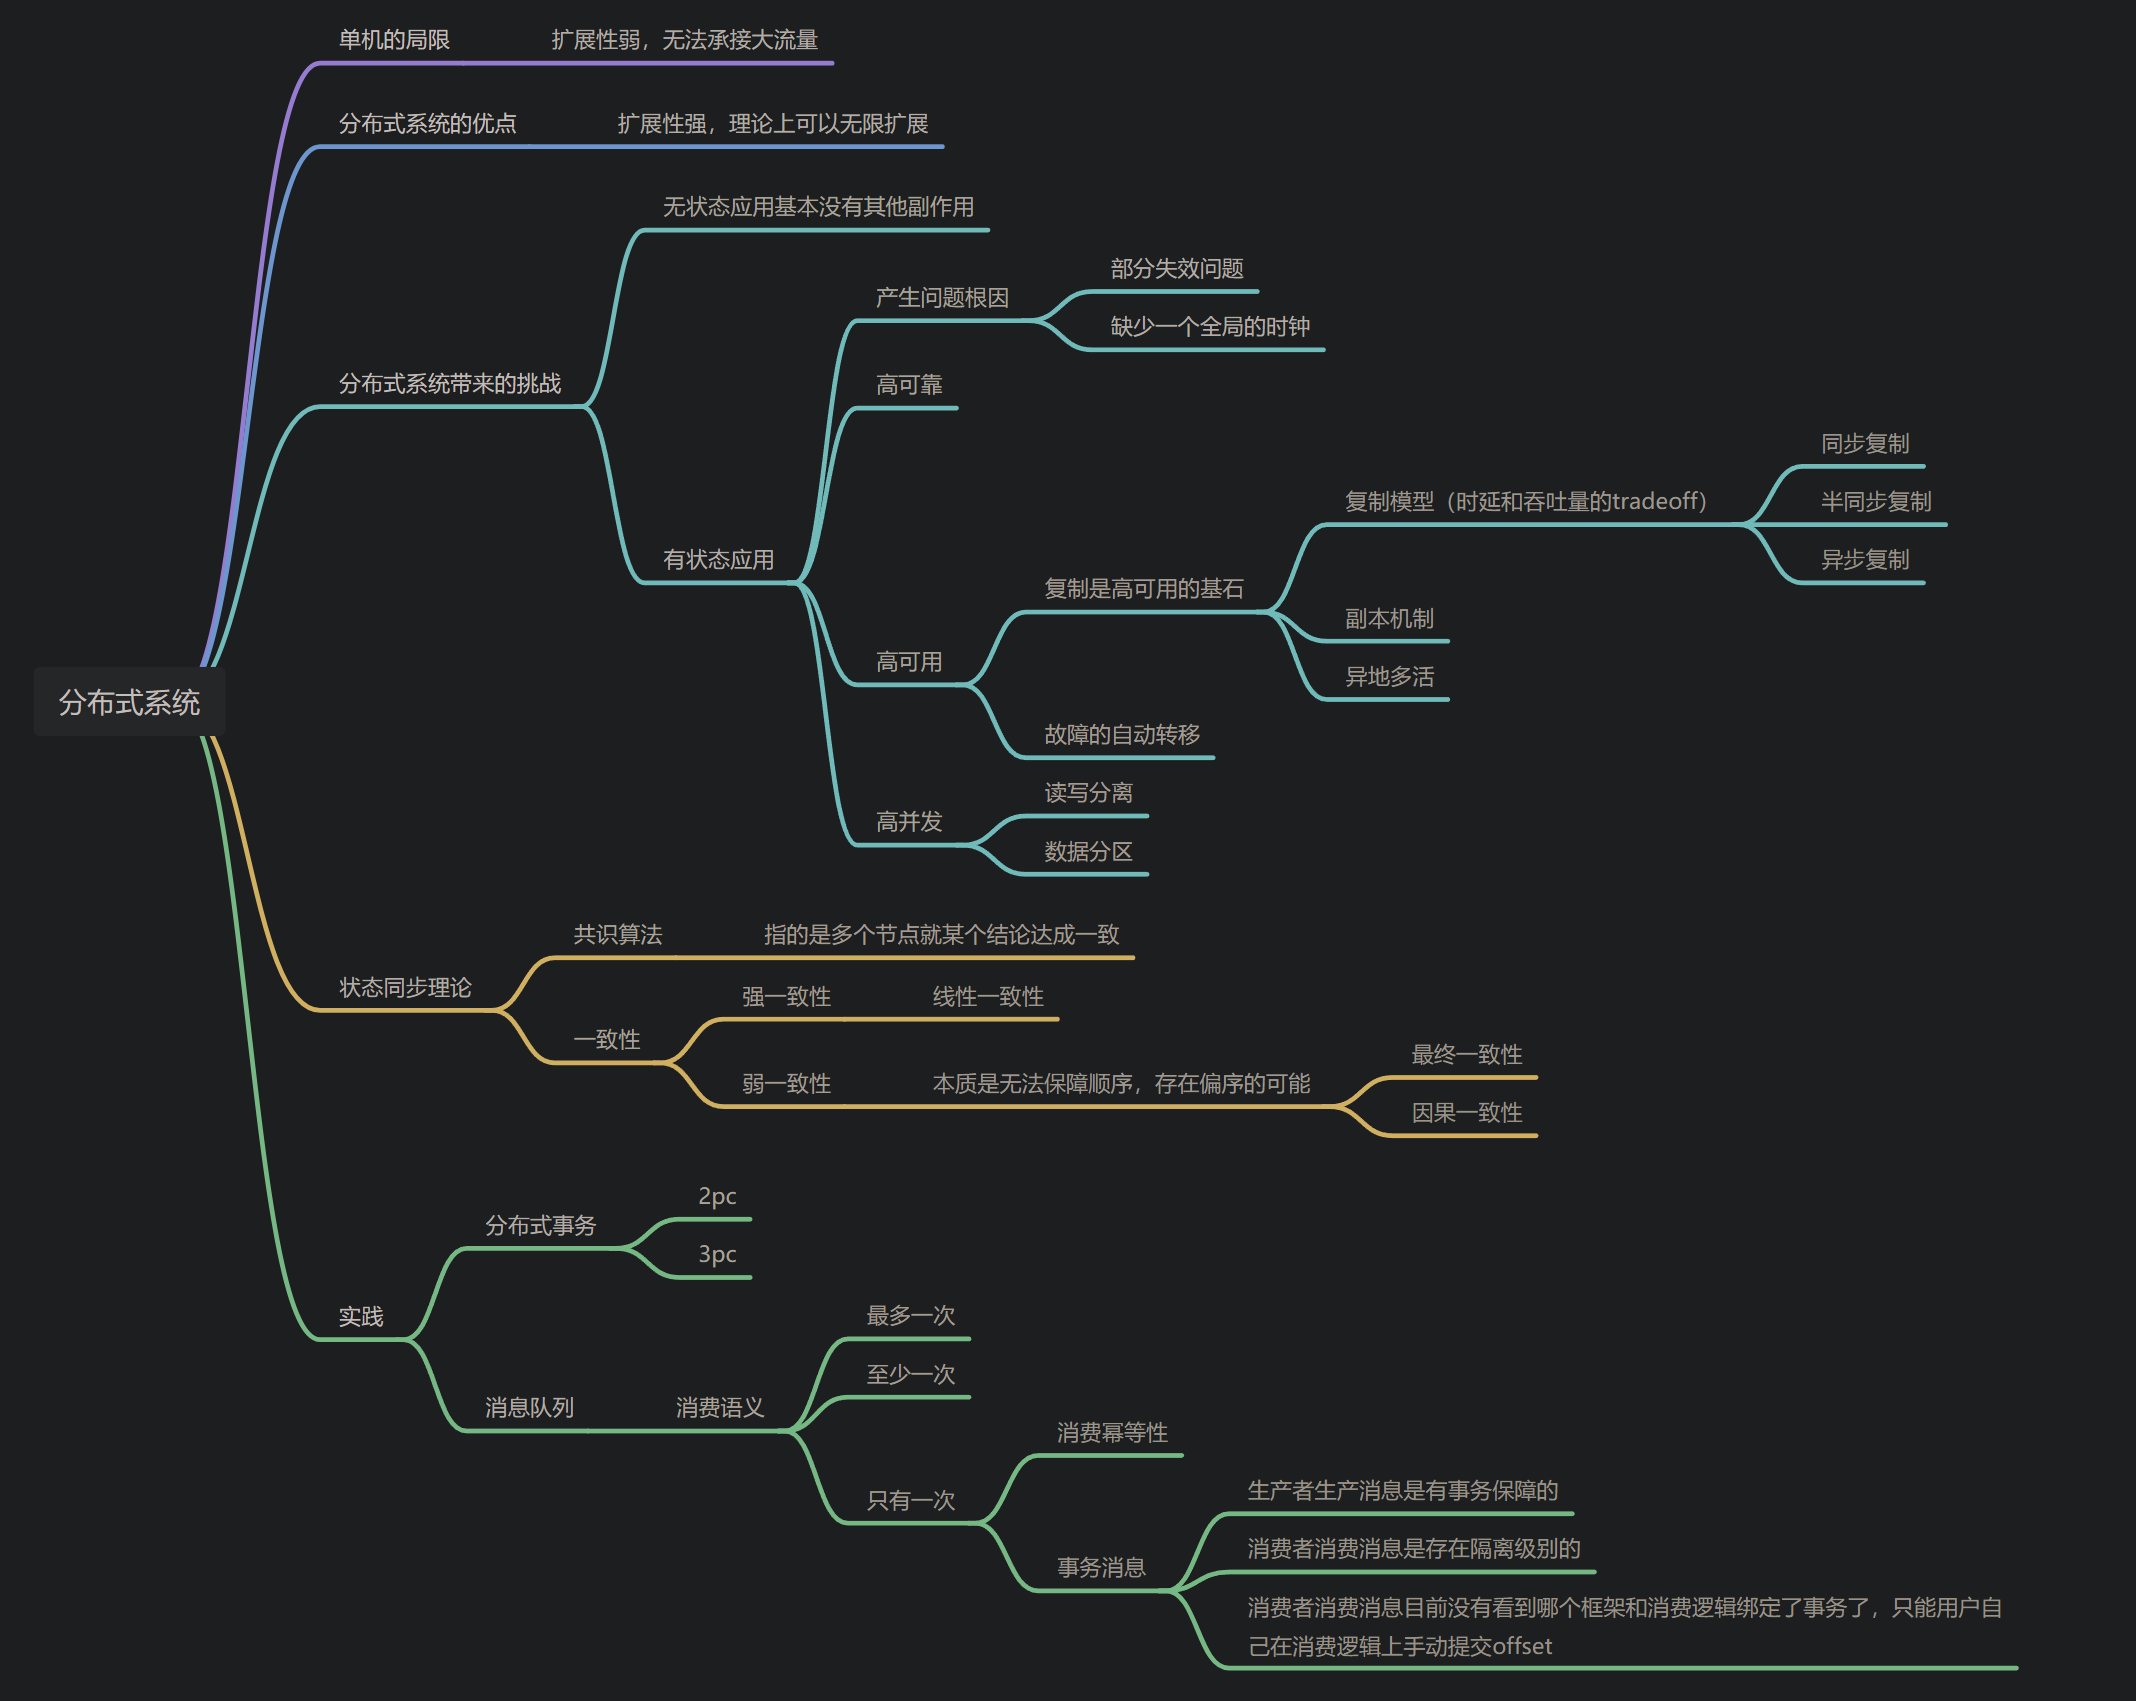 单机的局限
扩展性弱，无法承接大流量
分布式系统的优点
扩展性强，理论上可以无限扩展
无状态应用基本没有其他副作用
部分失效问题
产生问题根因
缺少一个全局的时钟
分布式系统带来的挑战
高可靠
同步复制
复制模型（时延和吞吐量的tradeoff）
半同步复制
有状态应用
异步复制
复制是高可用的基石
副本机制
高可用
异地多活
分布式系统
故障的自动转移
读写分离
高并发
数据分区
共识算法
指的是多个节点就某个结论达成一致
状态同步理论
强一致性
线性一致性
一致性
最终一致性
弱一致性
本质是无法保障顺序，存在偏序的可能
因果一致性
2pc
分布式事务
3pc
实践
最多一次
至少一次
消息队列
消费语义
消费幂等性
只有一次
生产者生产消息是有事务保障的
消费者消费消息是存在隔离级别的
事务消息
消费者消费消息目前没有看到哪个框架和消费逻辑绑定了事务了，只能用户自
己在消费逻辑上手动提交offset